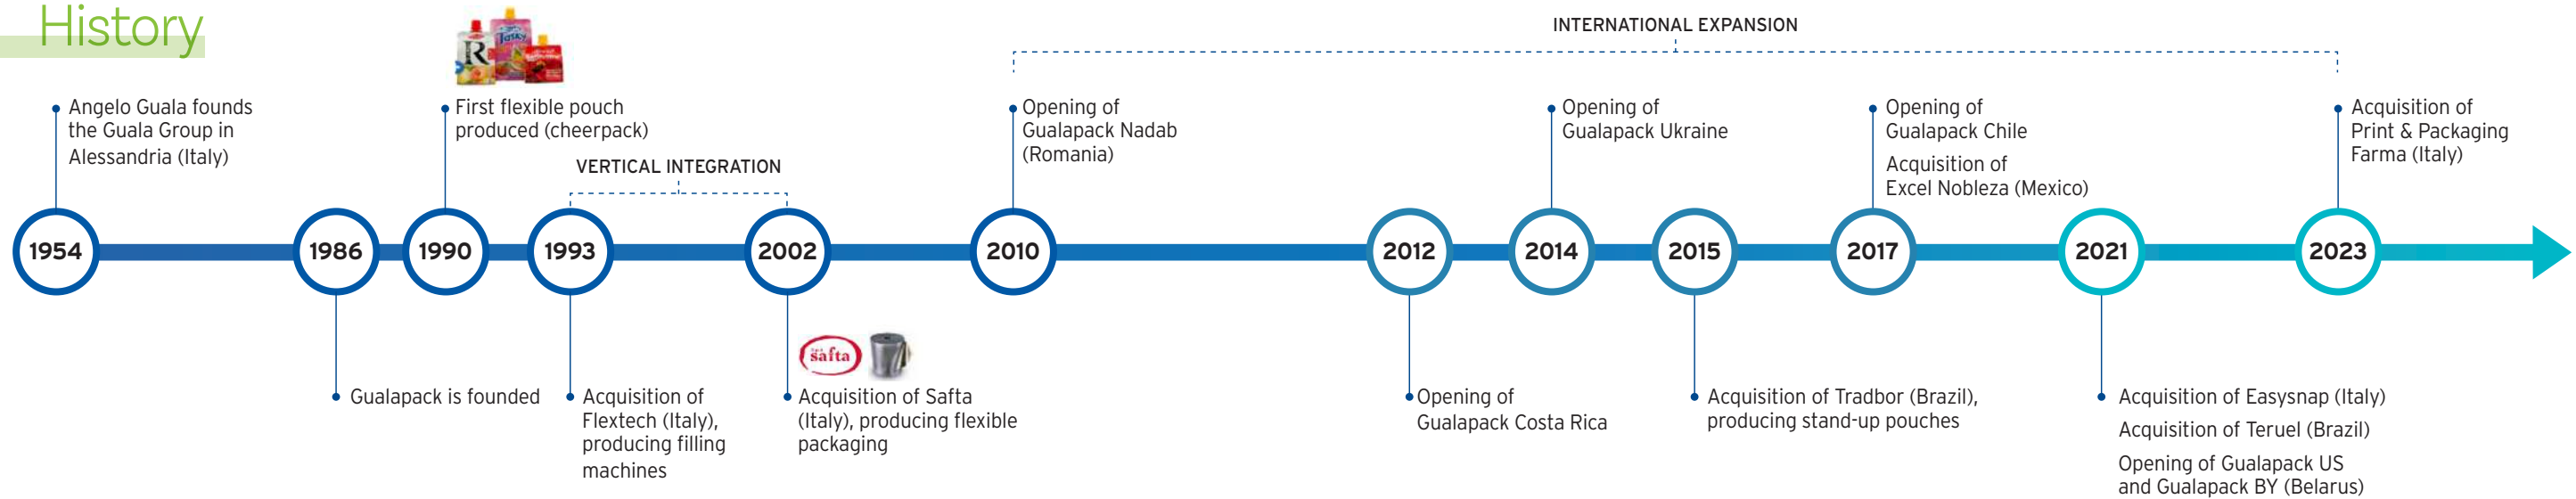 History
INTERNATIONAL EXPANSION
Angelo Guala founds
the Guala Group in
Alessandria (Italy)
First flexible pouch
produced (cheerpack)
VERTICAL INTEGRATION
Opening of
Gualapack Nadab
(Romania)
Opening of
Gualapack Ukraine
Opening of
Gualapack Chile
Acquisition of
Excel Nobleza (Mexico)
Acquisition of
Print & Packaging
Farma (Italy)
1954
1986
1990
1993
2002
2010
2012
2014
2015
2017
2021
2023
Gualapack is founded
Acquisition of
Flextech (Italy),
producing filling
machines
safta
Acquisition of Safta
(Italy), producing flexible
packaging
Opening of
Gualapack Costa Rica
Acquisition of Tradbor (Brazil),
producing stand-up pouches
Acquisition of Easysnap (Italy)
Acquisition of Teruel (Brazil)
Opening of Gualapack US
and Gualapack BY (Belarus)